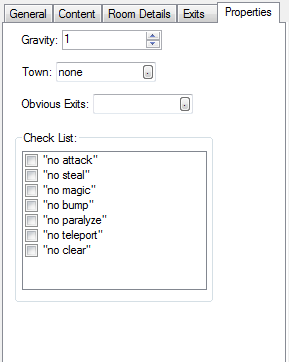 General Content Room Details Exits Properties
Gravity: 1
Town: none
Obvious Exits:
Check List:
"no attack"
"no steal"
"no magic"
"no bump"
"no paralyze"
"no teleport"
"no clear"